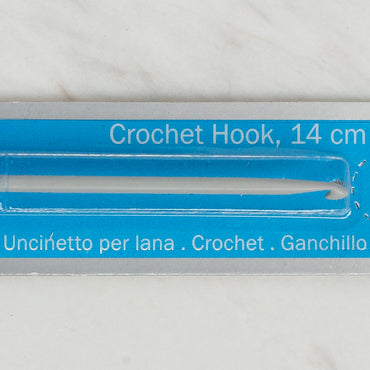 Crochet Hook, 14 cm
Uncinetto per lana . Crochet . Ganchillo